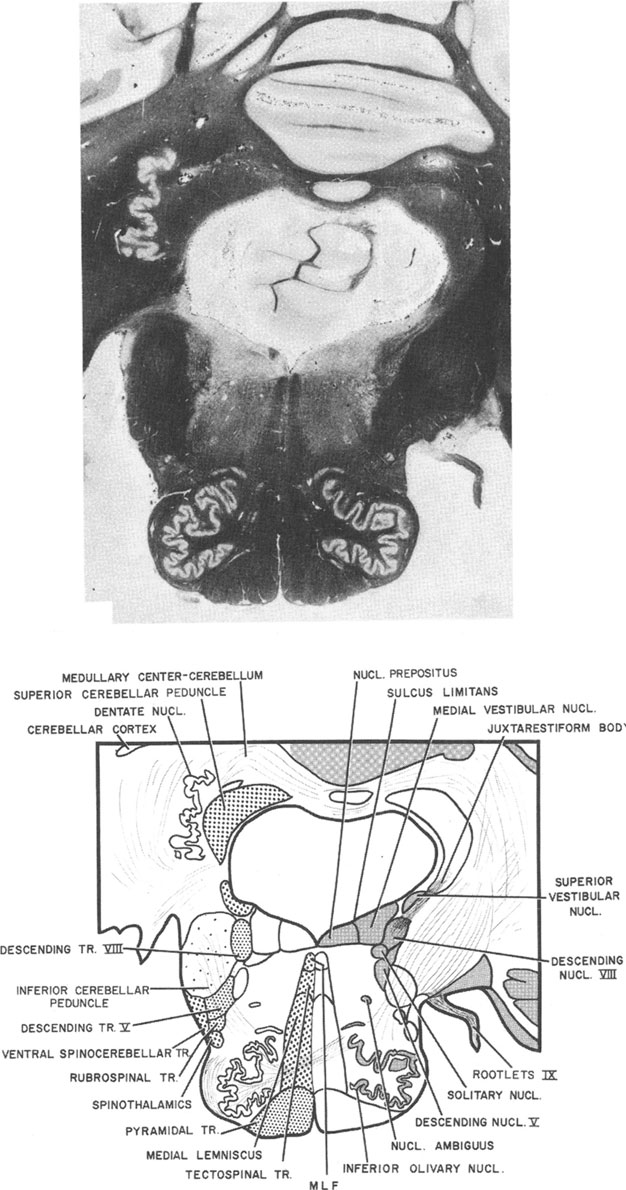 MEDULLARY CENTER-CEREBELLUM
SUPERIOR CEREBELLAR PEDUNCLE
DENTATE NUCL.
CEREBELLAR CORTEX
NUCL. PREPOSITUS
SULCUS LIMITANS
MEDIAL VESTIBULAR NUCL.
JUXTARESTIFORM BODY
SUPERIOR
VESTIBULAR
NUCL.
DESCENDING TR. VIII
DESCENDING
NUCL. VIII
INFERIOR CEREBELLAR
PEDUNCLE
DESCENDING TR. V
VENTRAL SPINOCEREBELLAR TR.
RUBROSPINAL TR.
SPINOTHALAMICS
PYRAMIDAL TR.
MEDIAL LEMNISCUS
TECTOSPINAL TR.
MLF
ROOTLETS IX
SOLITARY NUCL.
DESCENDING NUCL. V
NUCL. AMBIGUUS
INFERIOR OLIVARY NUCL.